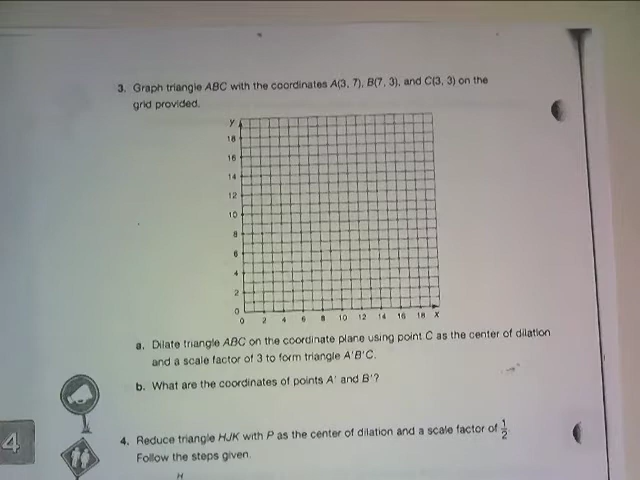 3. Graph triangle ABC with the coordinates A(3, 7), B(7, 3), and C(3, 3) on the
grid provided.
y
18
16
14
12
10
8
6
4
2
0
0 2 4 6 8 10 12 14 16 18 x
a. Dilate triangle ABC on the coordinate plane using point C as the center of dilation
and a scale factor of 3 to form triangle A'B'C.
b. What are the coordinates of points A' and B'?
4
4. Reduce triangle HJK with P as the center of dilation and a scale factor of 1/2.
Follow the steps given.
H